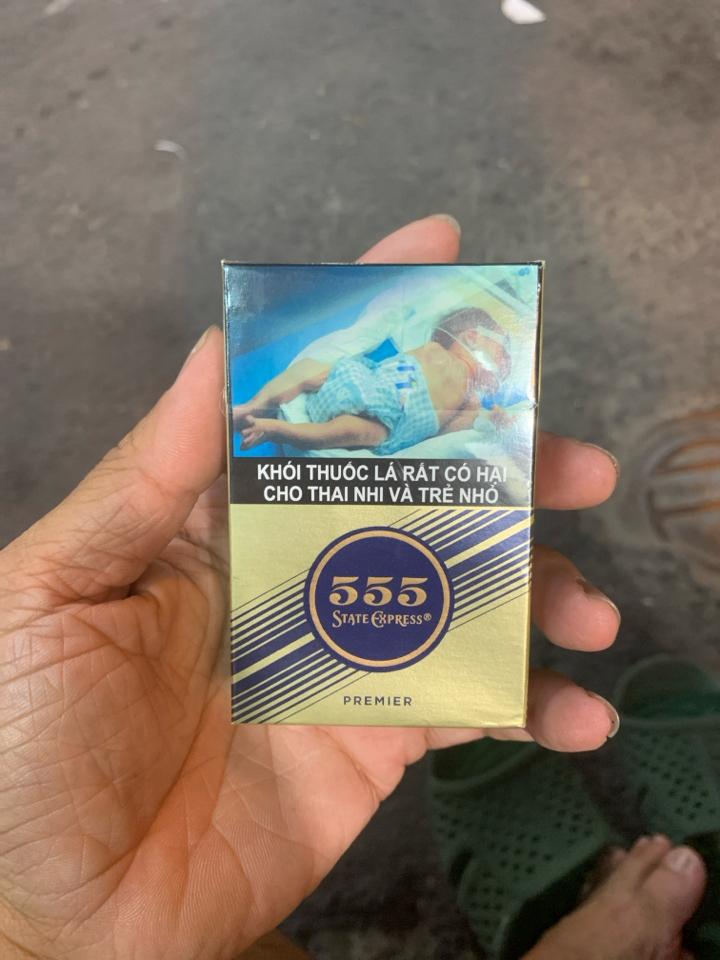 KHÓI THUỐC LÁ RẤT CÓ HẠI
CHO THAI NHI VÀ TRẺ NHỎ
555
STATE EXPRESS®
PREMIER